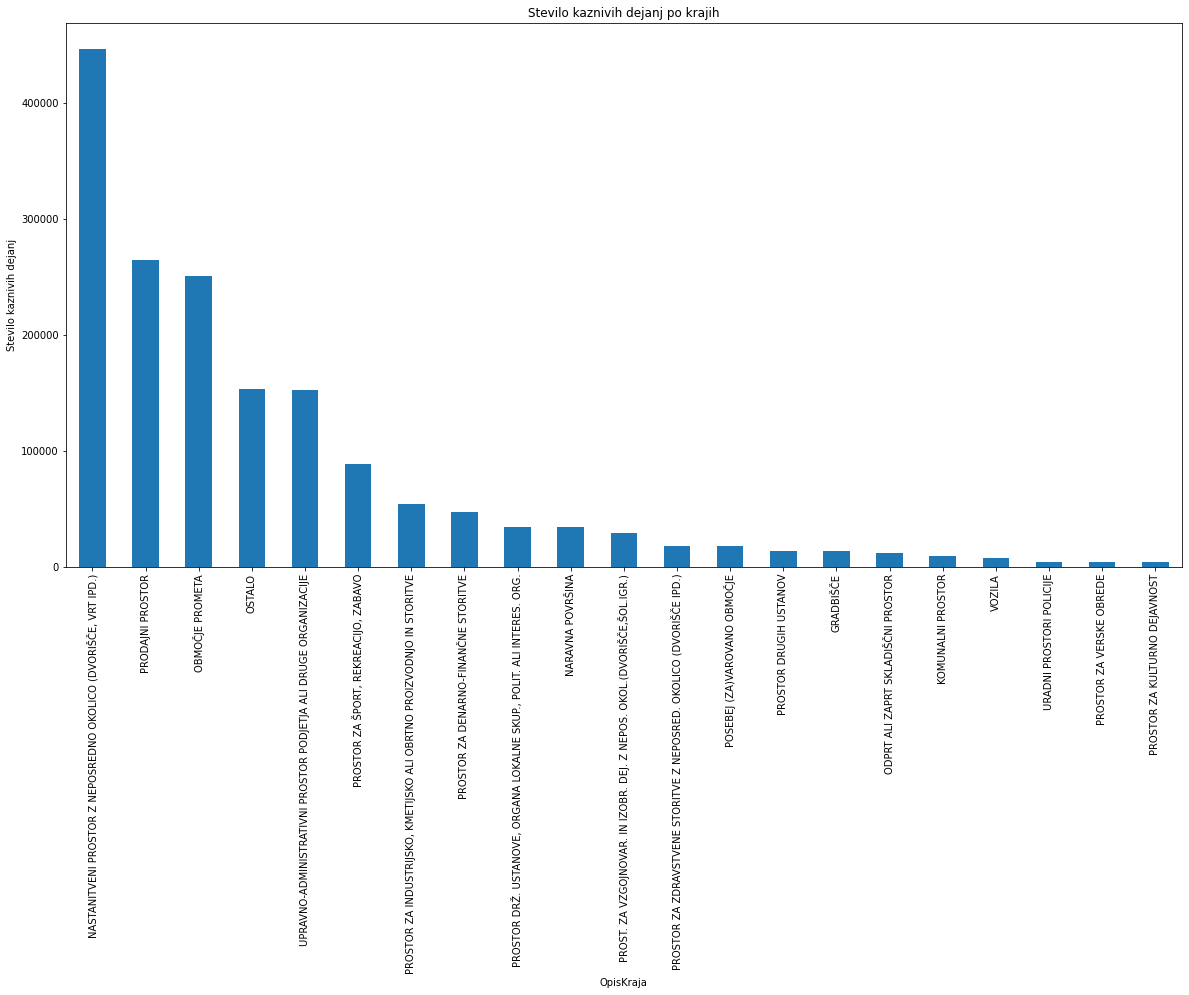 Stevilo kaznivih dejanj po krajih
Stevilo kaznivih dejanj
400000
300000
200000
100000
0
NASTANITVENI PROSTOR Z NEPOSREDNO OKOLICO (DVORIŠČE, VRT IPD.)
PRODAJNI PROSTOR
OBMOČJE PROMETA
OSTALO
UPRAVNO-ADMINISTRATIVNI PROSTOR PODJETJA ALI DRUGE ORGANIZACIJE
PROSTOR ZA ŠPORT, REKREACIJO, ZABAVO
PROSTOR ZA INDUSTRIJSKO, KMETIJSKO ALI OBRTNO PROIZVODNJO IN STORITVE
PROSTOR ZA DENARNO-FINANČNE STORITVE
PROSTOR DRŽ. USTANOVE, ORGANA LOKALNE SKUP., POLIT. ALI INTERES. ORG.
NARAVNA POVRŠINA
PROST. ZA VZGOJNOVAR. IN IZOBR. DEJ. Z NEPOS. OKOL.(DVORIŠČE,ŠOL.IGR.)
PROSTOR ZA ZDRAVSTVENE STORITVE Z NEPOSRED. OKOLICO (DVORIŠČE IPD.)
POSEBEJ (ZA)VAROVANO OBMOČJE
PROSTOR DRUGIH USTANOV
GRADBIŠČE
ODPRT ALI ZAPRT SKLADIŠČNI PROSTOR
KOMUNALNI PROSTOR
VOZILA
URADNI PROSTORI POLICIJE
PROSTOR ZA VERSKE OBREDE
PROSTOR ZA KULTURNO DEJAVNOST
OpisKraja